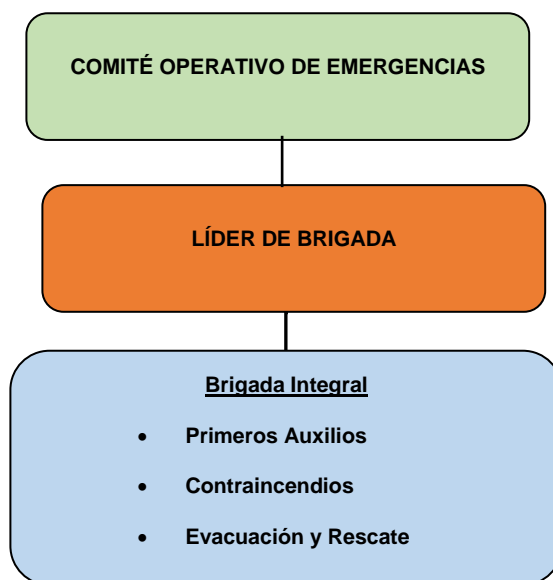 COMITÉ OPERATIVO DE EMERGENCIAS
LÍDER DE BRIGADA
Brigada Integral
• Primeros Auxilios
• Contraincendios
• Evacuación y Rescate